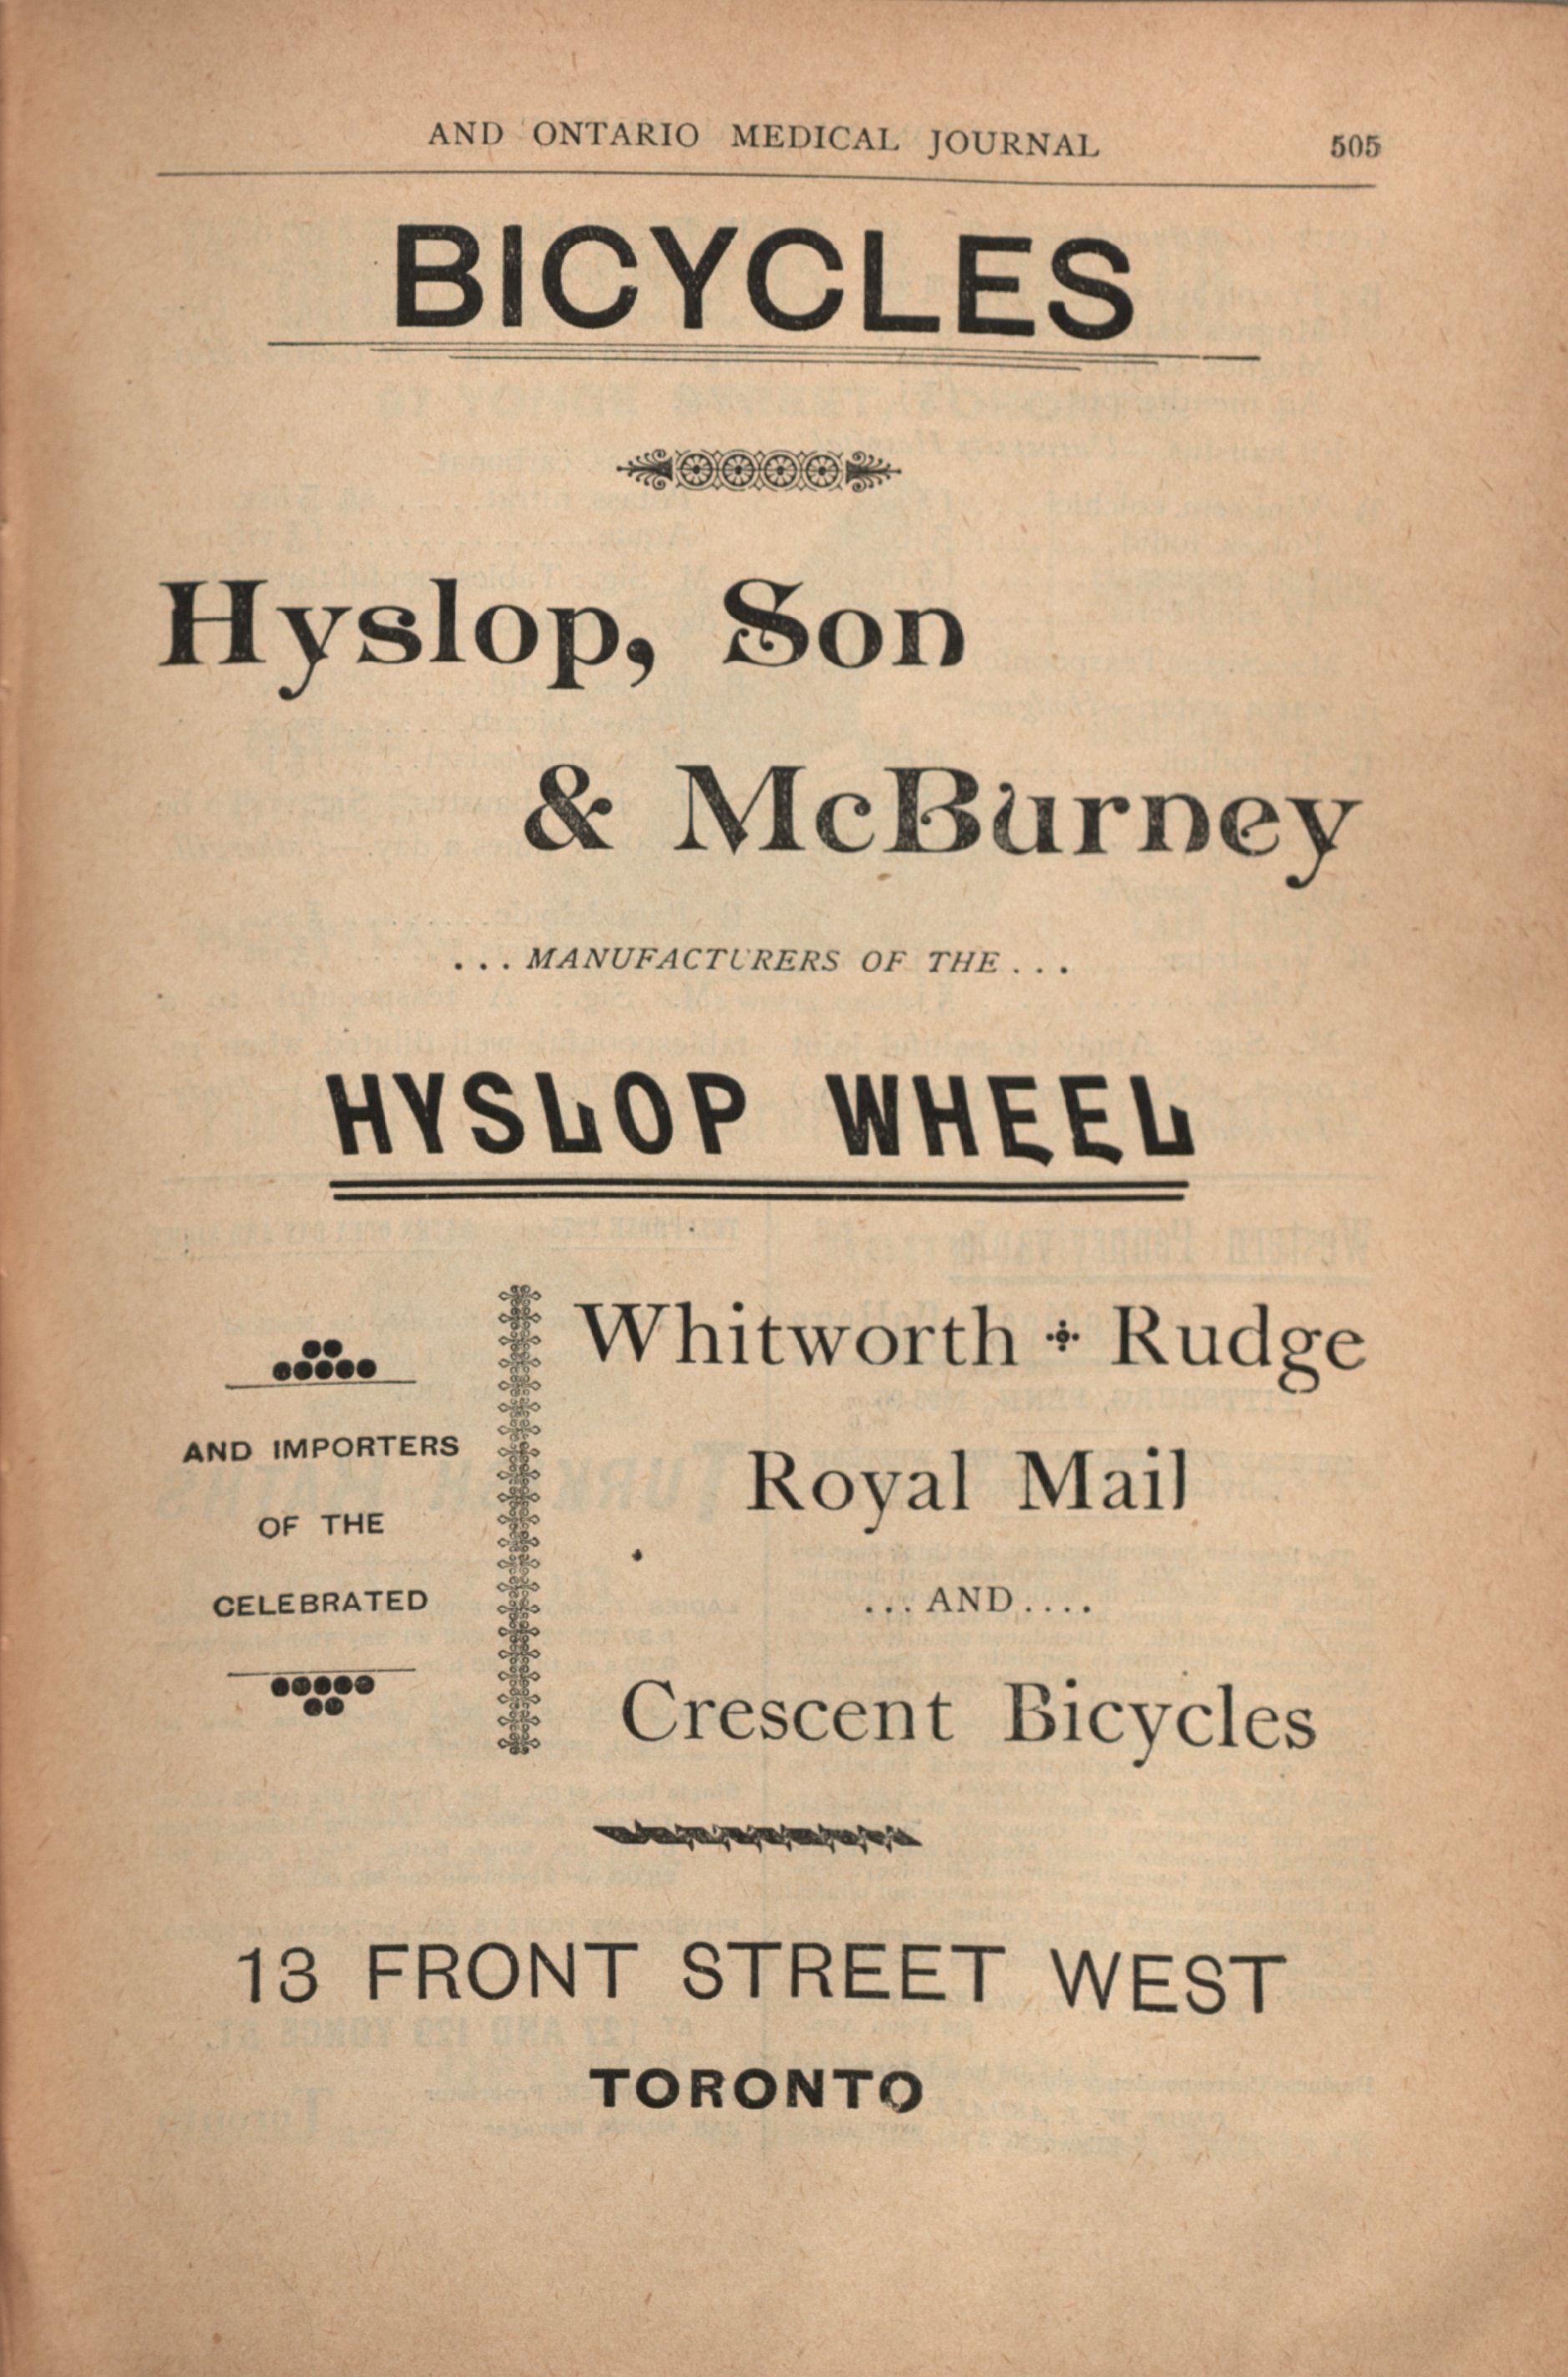 AND ONTARIO MEDICAL JOURNAL 505
BICYCLES
Hyslop, Son
& McBurney
... MANUFACTURERS OF THE ...
HYSLOP WHEEL
AND IMPORTERS
OF THE
CELEBRATED
Whitworth Rudge
Royal Mail
... AND ....
Crescent Bicycles
13 FRONT STREET WEST
TORONTO